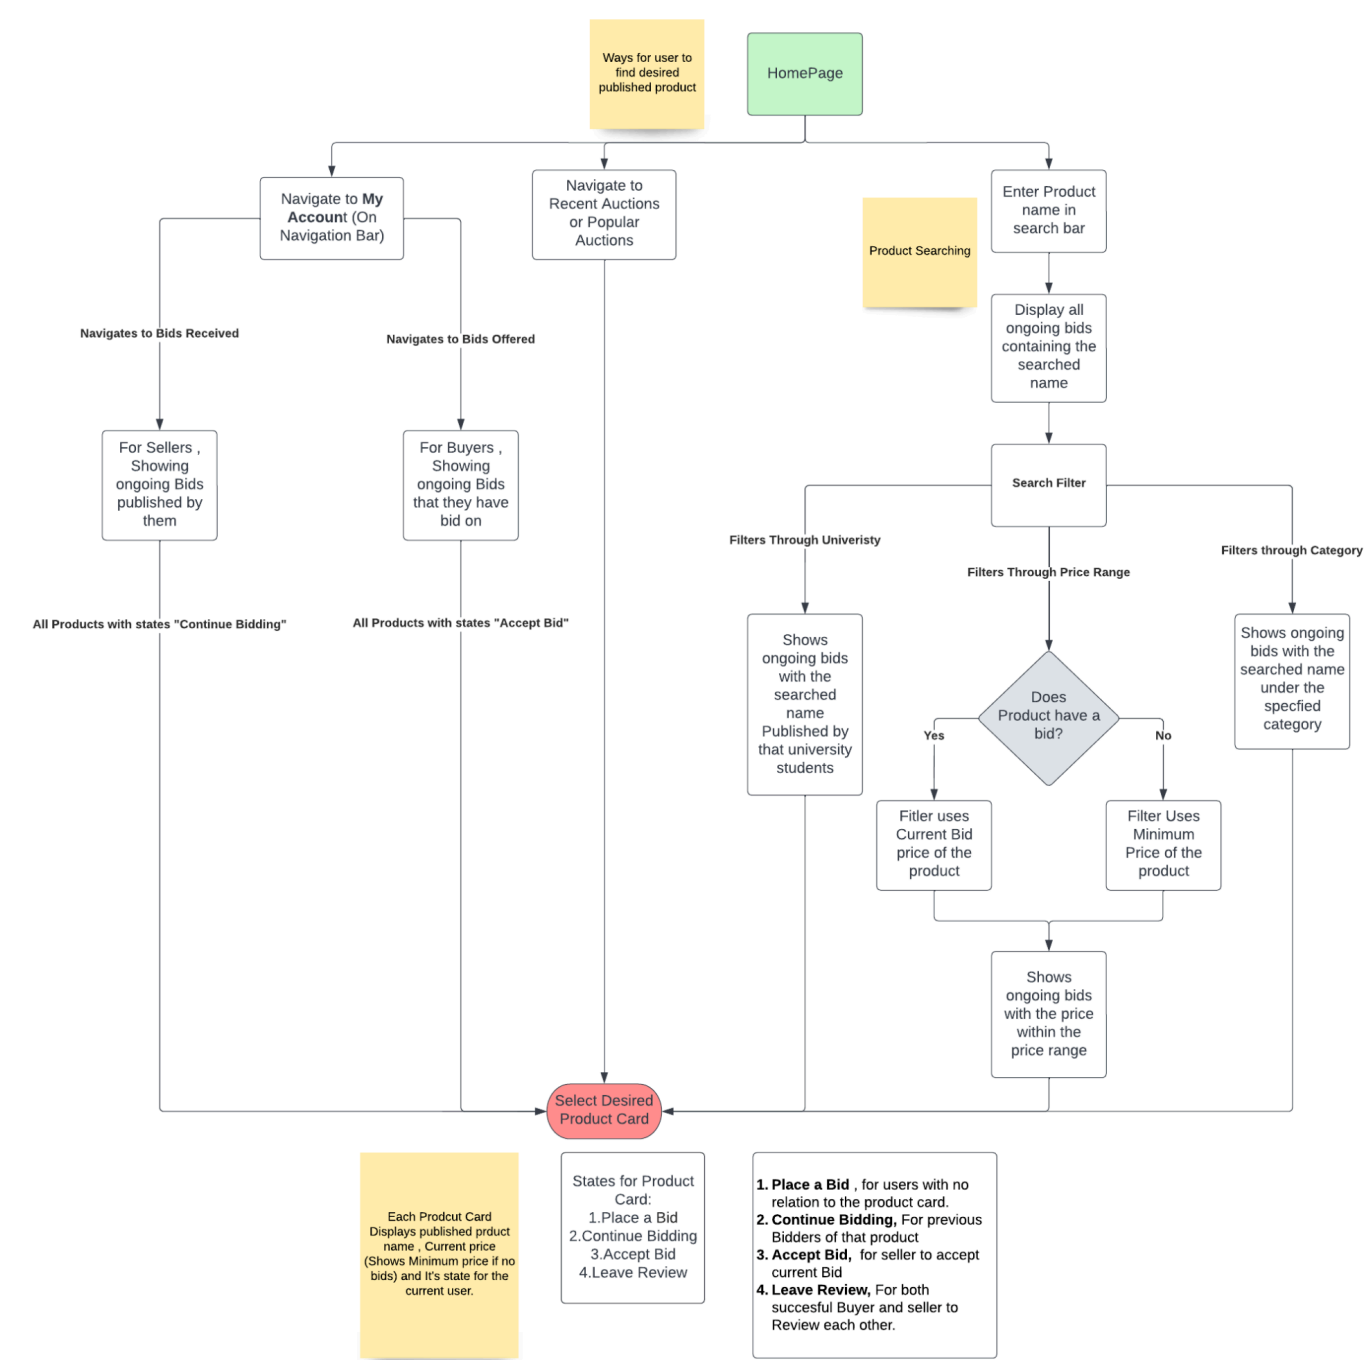 Ways for user to
find desired
published product
HomePage
Navigate to My
Account (On
Navigation Bar)
Navigate to
Recent Auctions
or Popular
Auctions
Enter Product
name in
search bar
Product Searching
Display all
ongoing bids
containing the
searched
name
Navigates to Bids Received
Navigates to Bids Offered
For Sellers ,
Showing
ongoing Bids
published by
them
For Buyers ,
Showing
ongoing Bids
that they have
bid on
Search Filter
Filters Through Univeristy
Filters Through Price Range
Filters through Category
All Products with states "Continue Bidding"
All Products with states "Accept Bid"
Shows
ongoing bids
with the
searched
name
Published by
that university
students
Does
Product have a
bid?
Yes
No
Shows ongoing
bids with the
searched name
under the
specfied
category
Fitler uses
Current Bid
price of the
product
Filter Uses
Minimum
Price of the
product
Shows
ongoing bids
with the price
within the
price range
Select Desired
Product Card
Each Prodcut Card
Displays published prduct
name , Current price
(Shows Minimum price if no
bids) and It's state for the
current user.
States for Product
Card:
1.Place a Bid
2.Continue Bidding
3.Accept Bid
4.Leave Review
1. Place a Bid , for users with no
relation to the product card.
2. Continue Bidding, For previous
Bidders of that product
3. Accept Bid, for seller to accept
current Bid
4. Leave Review, For both
succesful Buyer and seller to
Review each other.